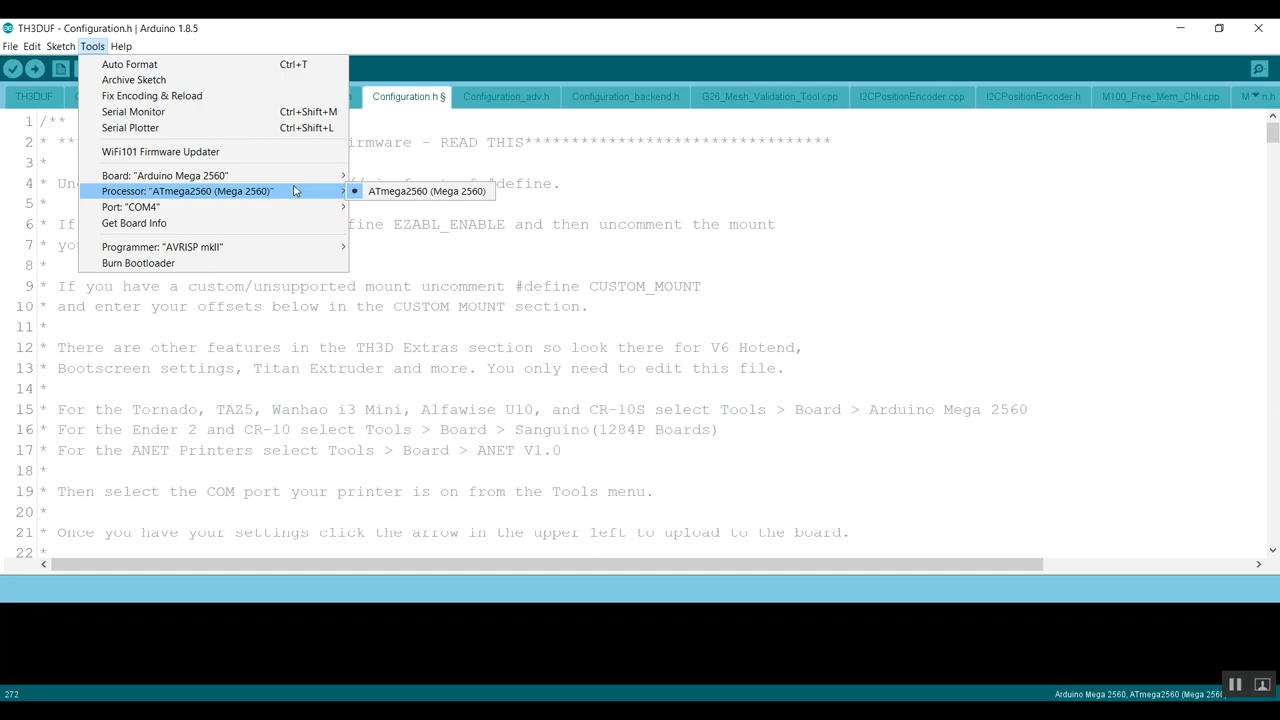 TH3DUF - Configuration.h | Arduino 1.8.5
File Edit Sketch Tools Help
Auto Format Ctrl+T
Archive Sketch
Fix Encoding & Reload
Serial Monitor Ctrl+Shift+M
Serial Plotter Ctrl+Shift+L
WiFi101 Firmware Updater
Board: "Arduino Mega 2560"
Processor: "ATmega2560 (Mega 2560)"
ATmega2560 (Mega 2560)
Port: "COM4"
Get Board Info
Programmer: "AVRISP mkII"
Burn Bootloader
TH3DUF Configuration.h § Configuration_adv.h Configuration_backend.h G26_Mesh_Validation_Tool.cpp I2CPositionEncoder.cpp I2CPositionEncoder.h M100_Free_Mem_Chk.cpp
1 /**
2 * irmware - READ THIS*******************************
3 *
4 * Un #define.
6 * If fine EZABL_ENABLE and then uncomment the mount
7 * yo
8 *
9 * If you have a custom/unsupported mount uncomment #define CUSTOM_MOUNT
10 * and enter your offsets below in the CUSTOM MOUNT section.
11 *
12 * There are other features in the TH3D Extras section so look there for V6 Hotend,
13 * Bootscreen settings, Titan Extruder and more. You only need to edit this file.
14 *
15 * For the Tornado, TAZ5, Wanhao i3 Mini, Alfawise U10, and CR-10S select Tools > Board > Arduino Mega 2560
16 * For the Ender 2 and CR-10 select Tools > Board > Sanguino(1284P Boards)
17 * For the ANET Printers select Tools > Board > ANET V1.0
18 *
19 * Then select the COM port your printer is on from the Tools menu.
20 *
21 * Once you have your settings click the arrow in the upper left to upload to the board.
22 *
272 Arduino Mega 2560, ATmega2560 (Mega 2560